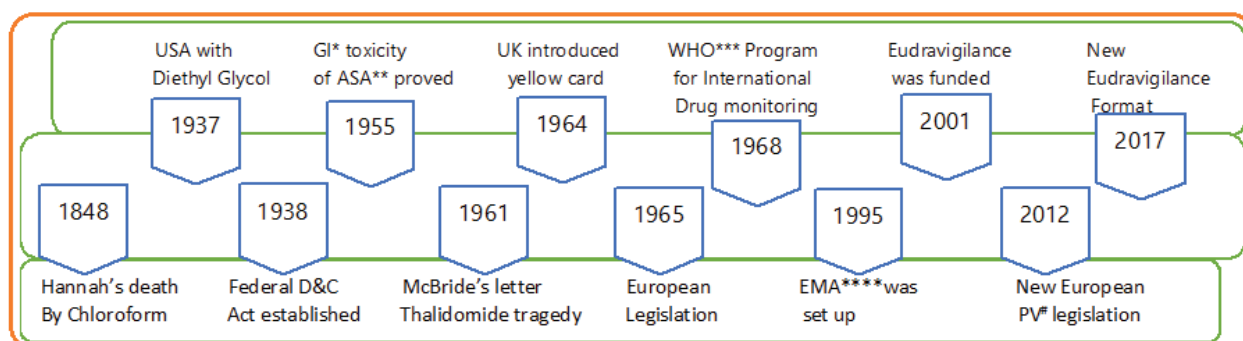 USA with
Diethyl Glycol
GI* toxicity
of ASA** proved
UK introduced
yellow card
WHO*** Program
for International
Drug monitoring
Eudravigilance
was funded
New
Eudravigilance
Format
1937
1955
1964
1968
2001
2017
1848
1938
1961
1965
1995
2012
Hannah's death
By Chloroform
Federal D&C
Act established
McBride's letter
Thalidomide tragedy
European
Legislation
EMA****was
set up
New European
PV# legislation